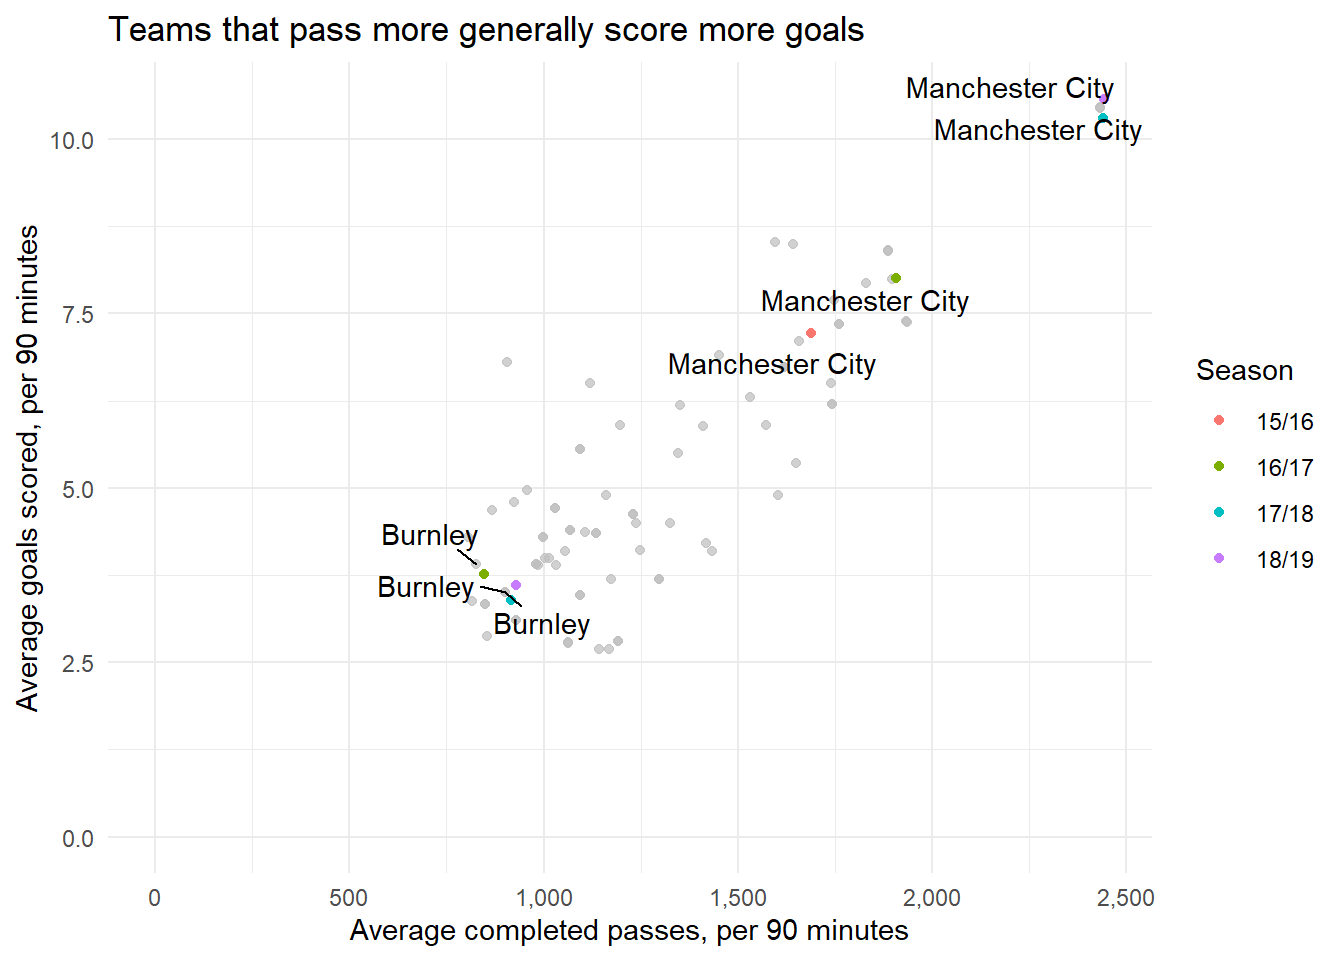 Teams that pass more generally score more goals
Average goals scored, per 90 minutes
10.0
7.5
5.0
2.5
0.0
Manchester City
Manchester City
Manchester City
Manchester City
Burnley
Burnley
Burnley
0
500
1,000
1,500
2,000
2,500
Average completed passes, per 90 minutes
Season
15/16
16/17
17/18
18/19